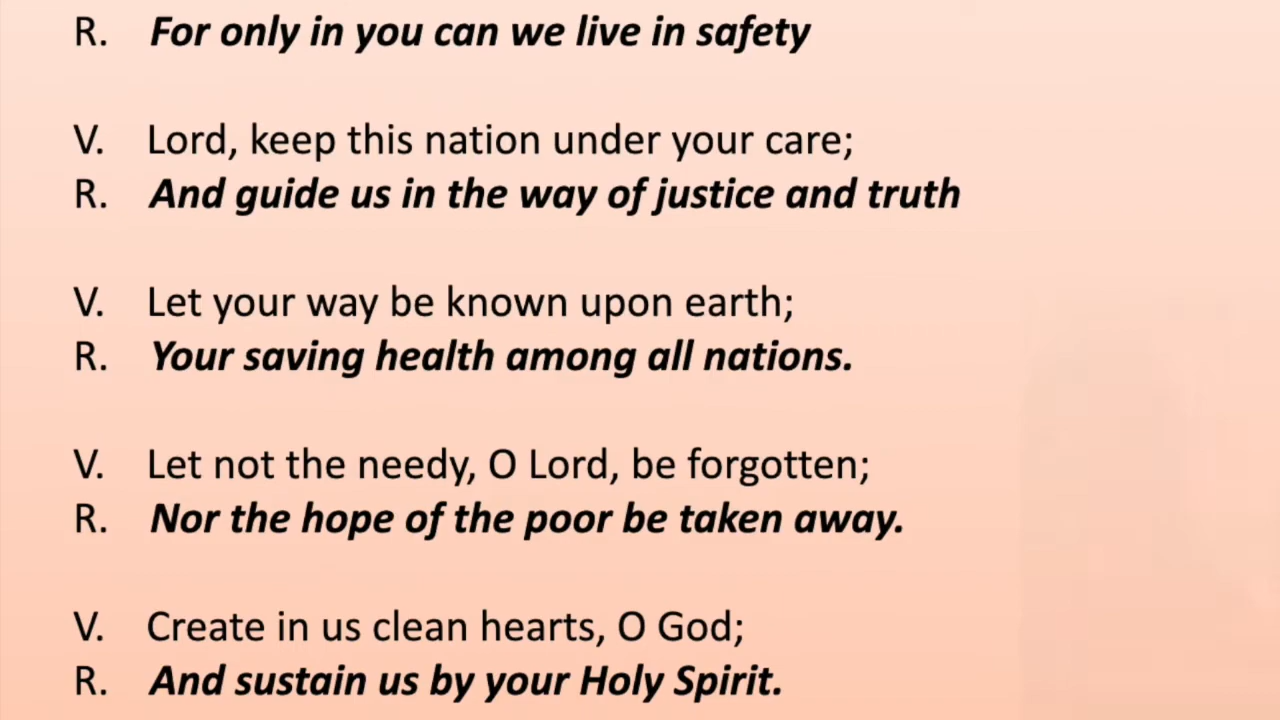 R. For only in you can we live in safety
V. Lord, keep this nation under your care;
R. And guide us in the way of justice and truth
V. Let your way be known upon earth;
R. Your saving health among all nations.
V. Let not the needy, O Lord, be forgotten;
R. Nor the hope of the poor be taken away.
V. Create in us clean hearts, O God;
R. And sustain us by your Holy Spirit.